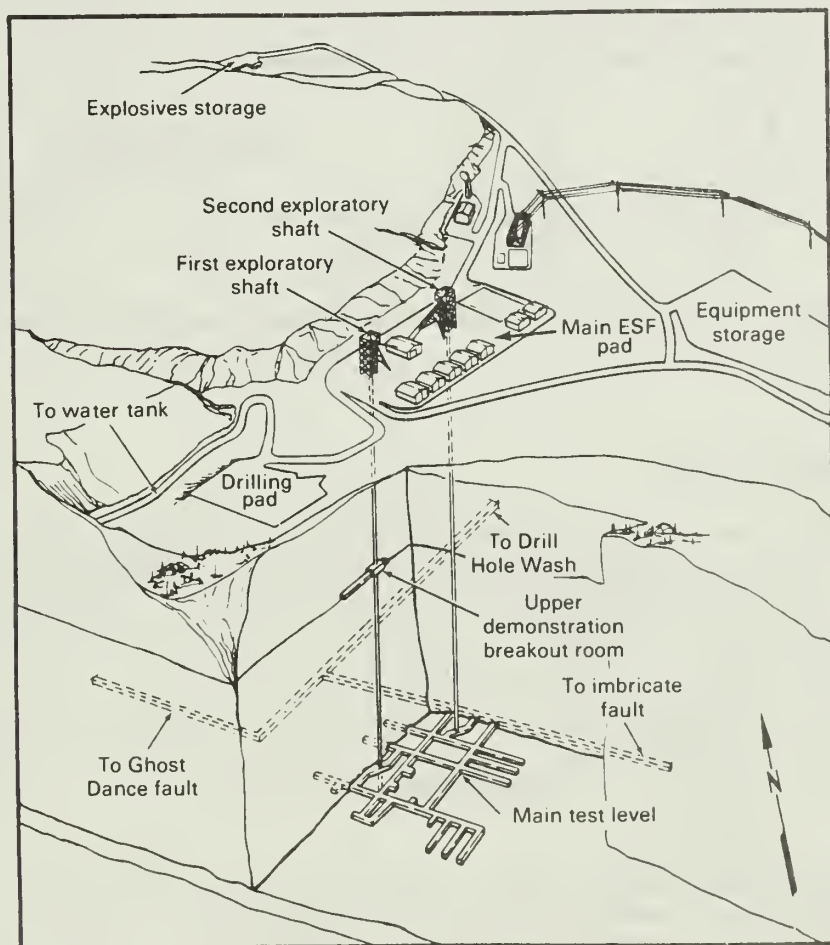 Explosives storage
Second exploratory
shaft
First exploratory
shaft
Main ESF
pad
Equipment
storage
To water tank
Drilling
pad
To Drill
Hole Wash
Upper
demonstration
breakout room
To imbricate
fault
To Ghost
Dance fault
Main test level
N